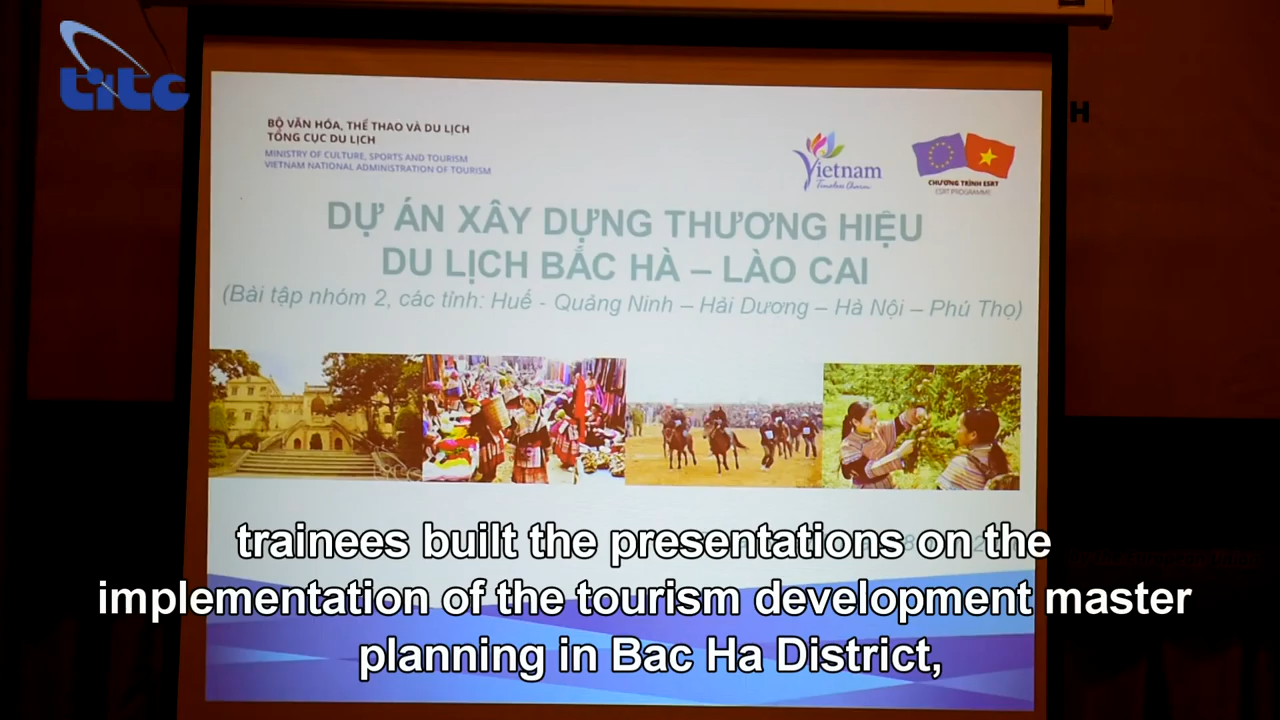 titc
H
BỘ VĂN HÓA, THỂ THAO VÀ DU LỊCH
TỔNG CỤC DU LỊCH
MINISTRY OF CULTURE, SPORTS AND TOURISM
VIETNAM NATIONAL ADMINISTRATION OF TOURISM
Vietnam
Timeless Charm
CHƯƠNG TRÌNH ESRT
ESRT PROGRAMME
DỰ ÁN XÂY DỰNG THƯƠNG HIỆU
DU LỊCH BẮC HÀ – LÀO CAI
(Bài tập nhóm 2, các tỉnh: Huế - Quảng Ninh – Hải Dương – Hà Nội – Phú Thọ)
trainees built the presentations on the
implementation of the tourism development master
planning in Bac Ha District,